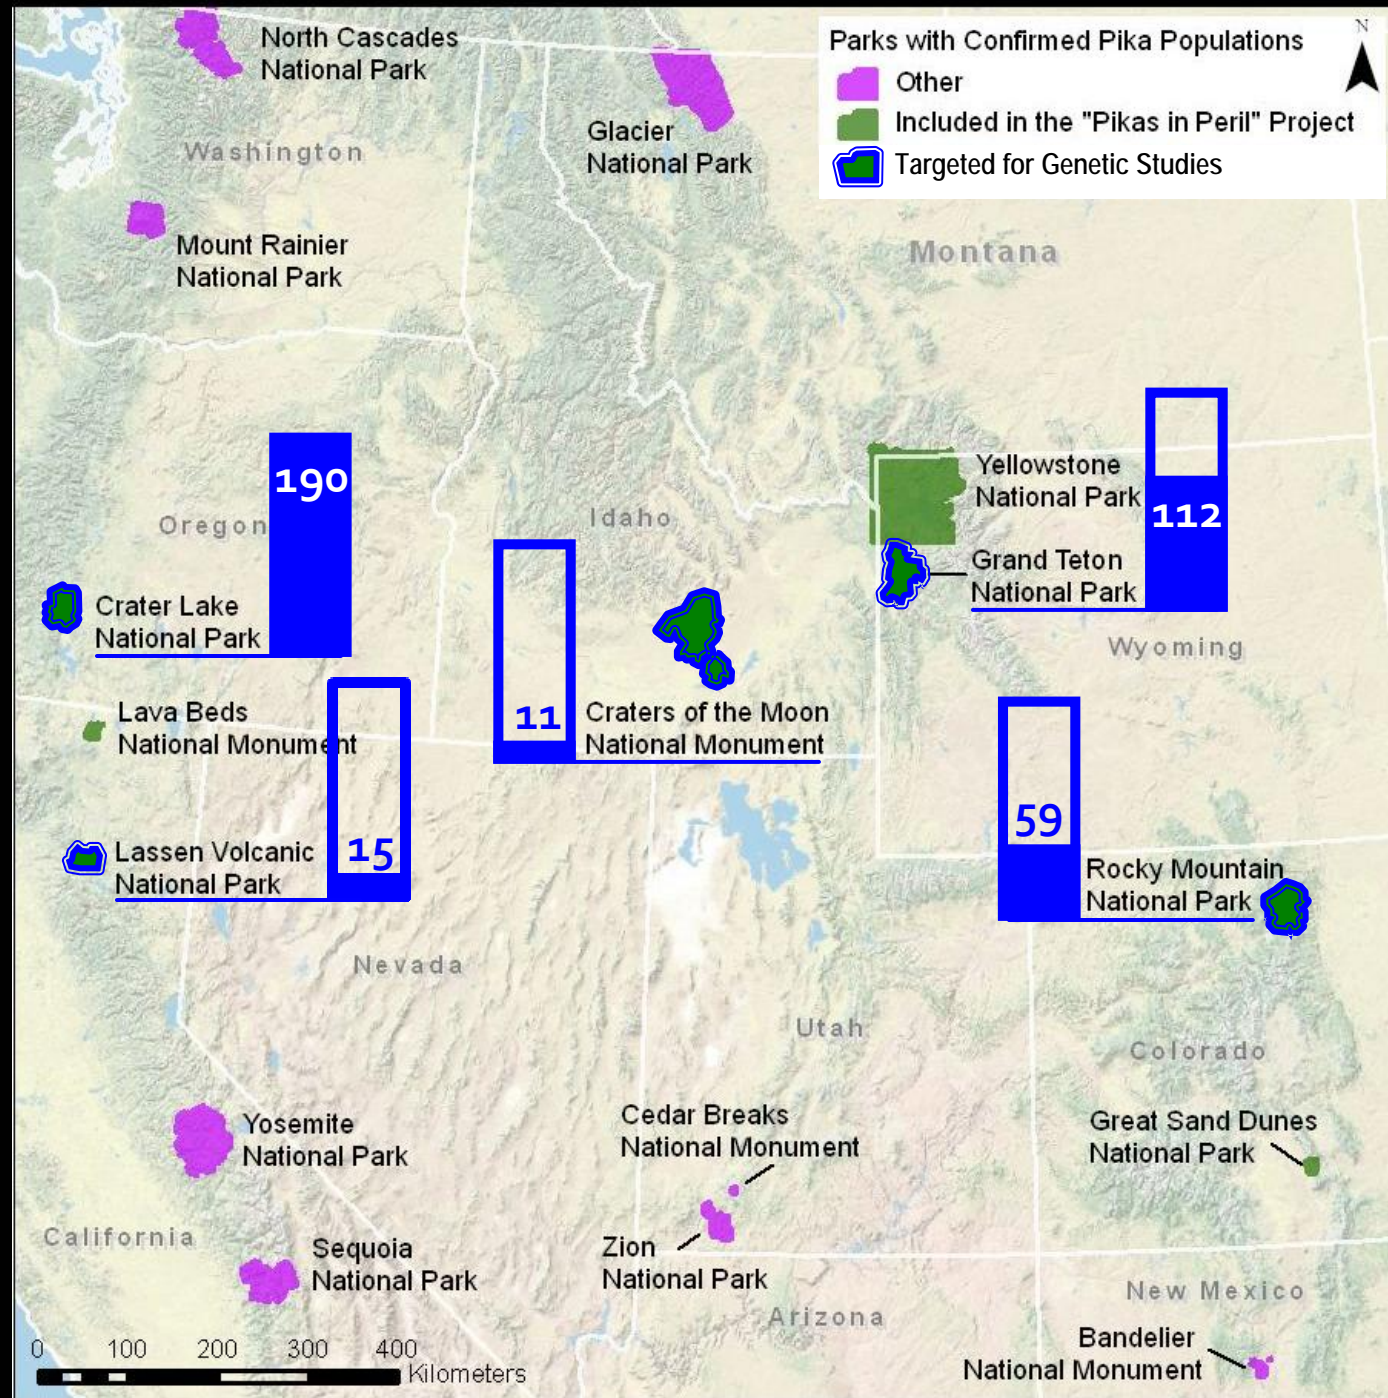 North Cascades
National Park
Glacier
National Park
Parks with Confirmed Pika Populations
Other
Included in the "Pikas in Peril" Project
Targeted for Genetic Studies
N
Washington
Mount Rainier
National Park
Montana
190
Oregon
Idaho
Yellowstone
National Park
112
Crater Lake
National Park
Grand Teton
National Park
Wyoming
Lava Beds
National Monument
11
Craters of the Moon
National Monument
Lassen Volcanic
National Park
15
59
Rocky Mountain
National Park
Nevada
Utah
Colorado
Yosemite
National Park
Cedar Breaks
National Monument
Great Sand Dunes
National Park
California
Sequoia
National Park
Zion
National Park
Arizona
New Mexico
Bandelier
National Monument
0 100 200 300 400
Kilometers